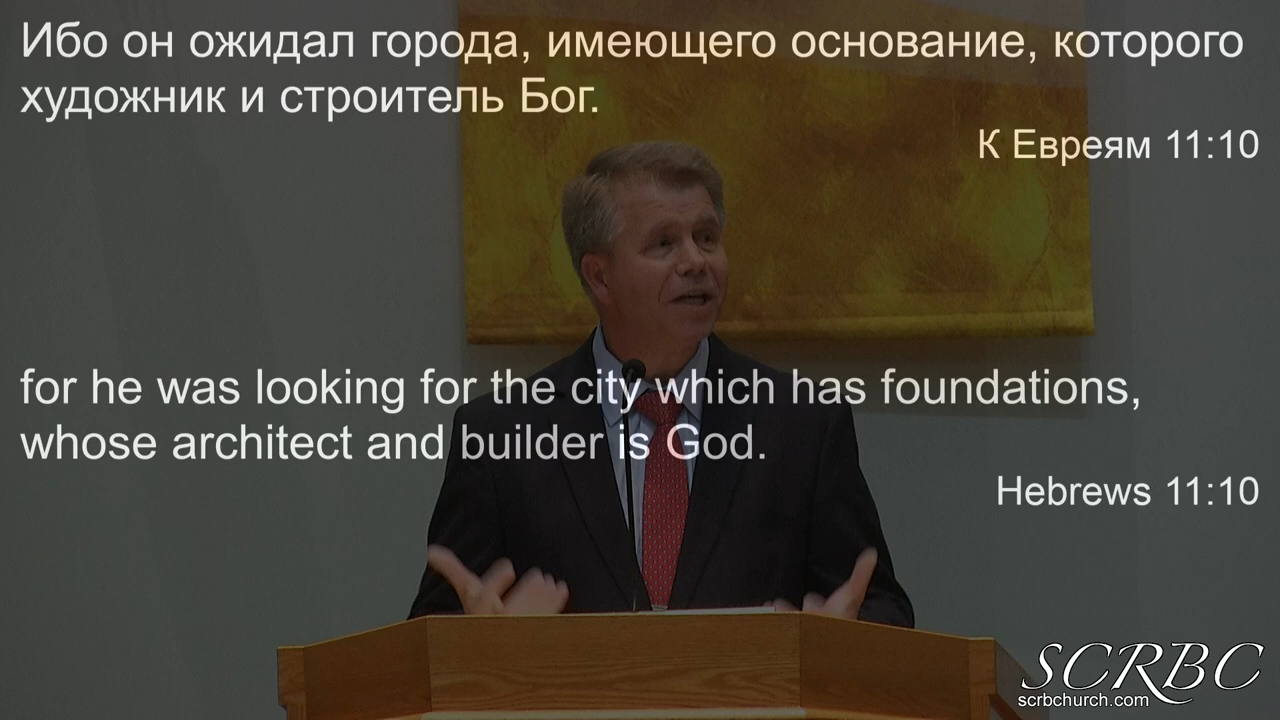 Ибо он ожидал города, имеющего основание, которого
художник и строитель Бог.
К Евреям 11:10
for he was looking for the city which has foundations,
whose architect and builder is God.
Hebrews 11:10
SCRBC
scrbchurch.com